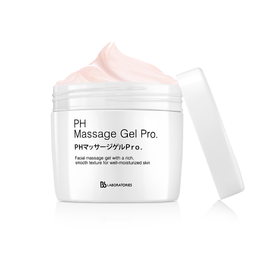 PH
Massage Gel Pro.
PHマッサージゲルPro.
Facial massage gel with a rich,
smooth texture for well-moisturized skin.
Bb LABORATORIES